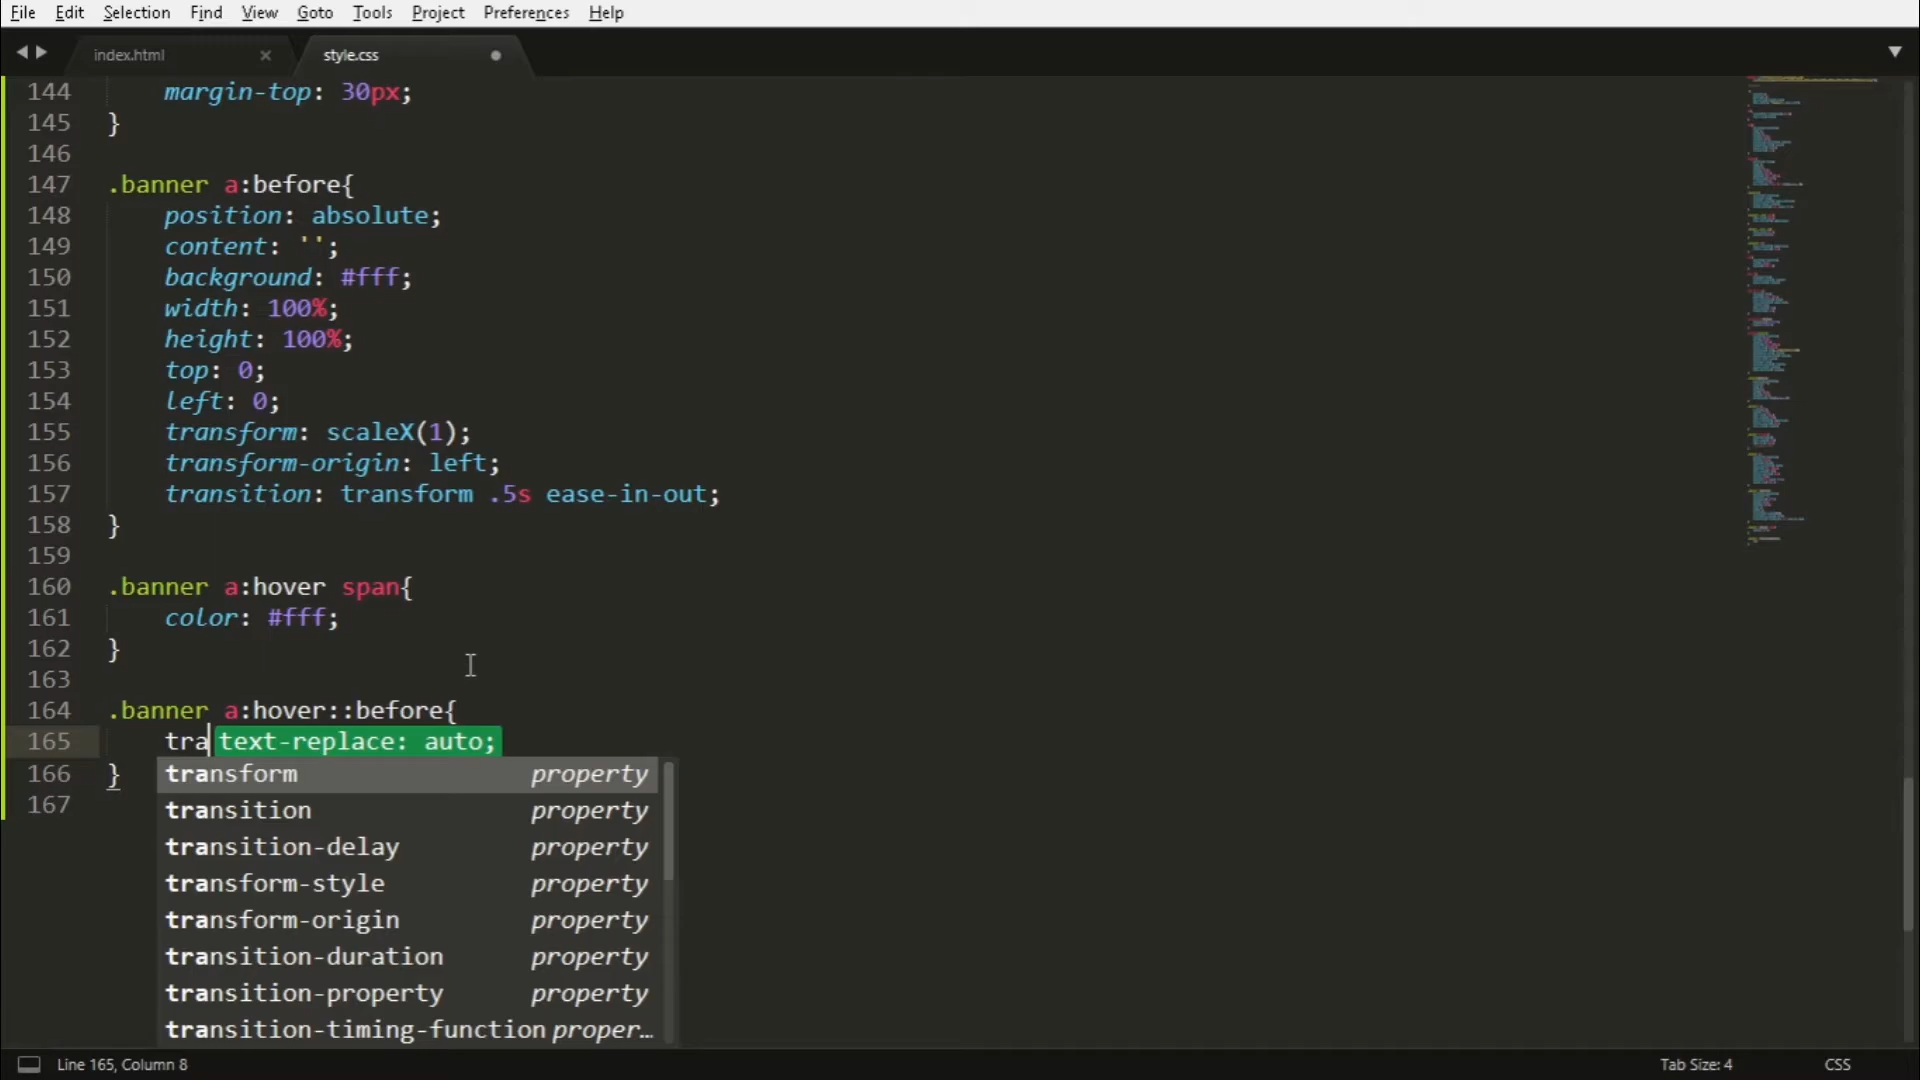 File Edit Selection Find View Goto Tools Project Preferences Help
index.html × style.css
144 margin-top: 30px;
145 }
146
147 .banner a:before{
148 position: absolute;
149 content: '';
150 background: #fff;
151 width: 100%;
152 height: 100%;
153 top: 0;
154 left: 0;
155 transform: scaleX(1);
156 transform-origin: left;
157 transition: transform .5s ease-in-out;
158 }
159
160 .banner a:hover span{
161 color: #fff;
162 }
163
164 .banner a:hover::before{
165 tra text-replace: auto;
166 } transform property
167 transition property
transition-delay property
transform-style property
transform-origin property
transition-duration property
transition-property property
transition-timing-function proper…
Line 165, Column 8 Tab Size: 4 CSS